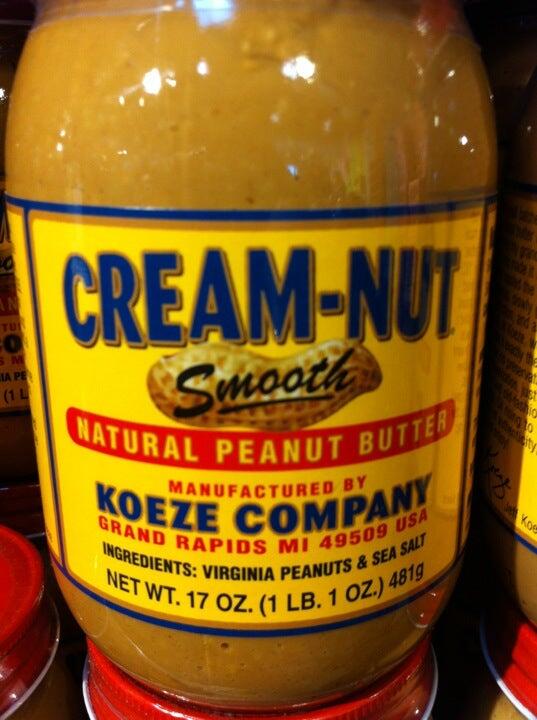 CREAM-NUT
Smooth
NATURAL PEANUT BUTTER
MANUFACTURED BY
KOEZE COMPANY
GRAND RAPIDS MI 49509 USA
INGREDIENTS: VIRGINIA PEANUTS & SEA SALT
NET WT. 17 OZ. (1 LB. 1 OZ.) 481g